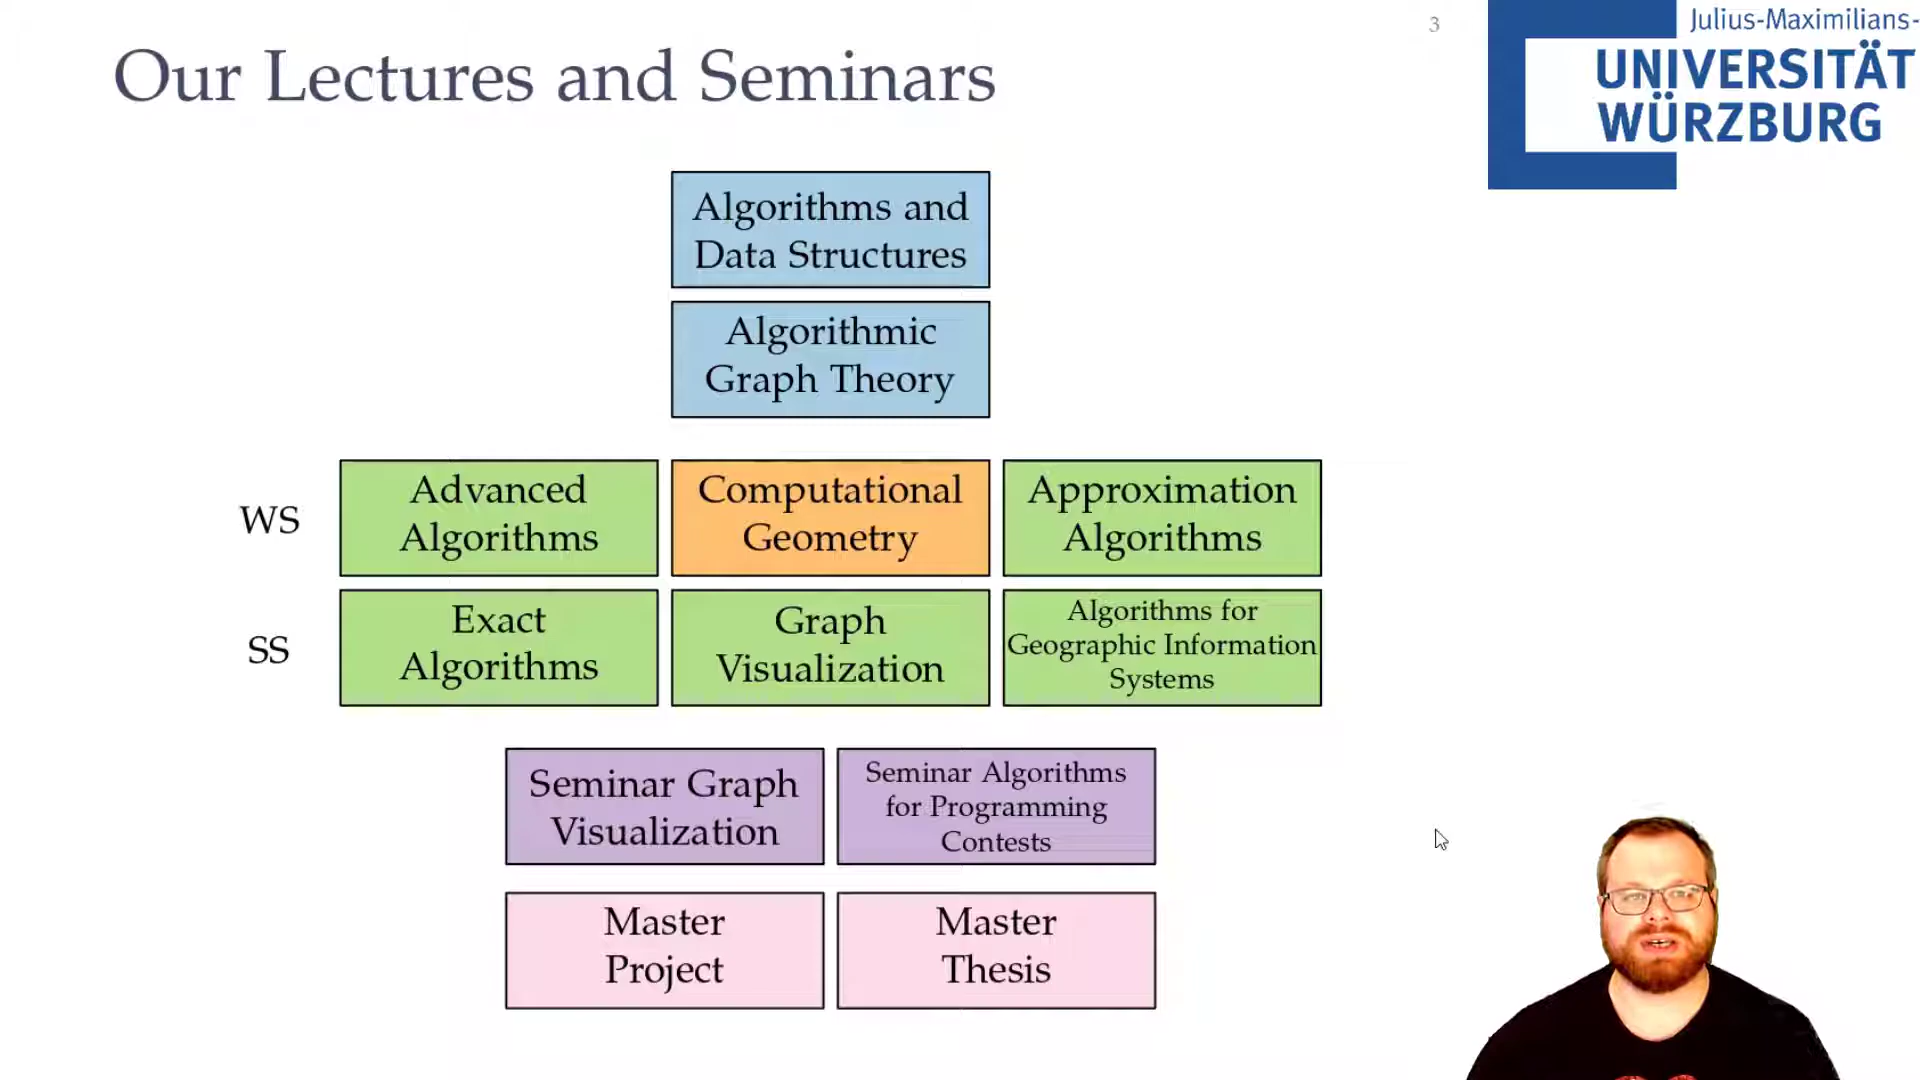 Our Lectures and Seminars
3
Julius-Maximilians-
UNIVERSITÄT
WÜRZBURG
Algorithms and
Data Structures
Algorithmic
Graph Theory
WS
Advanced
Algorithms
Computational
Geometry
Approximation
Algorithms
SS
Exact
Algorithms
Graph
Visualization
Algorithms for
Geographic Information
Systems
Seminar Graph
Visualization
Seminar Algorithms
for Programming
Contests
Master
Project
Master
Thesis